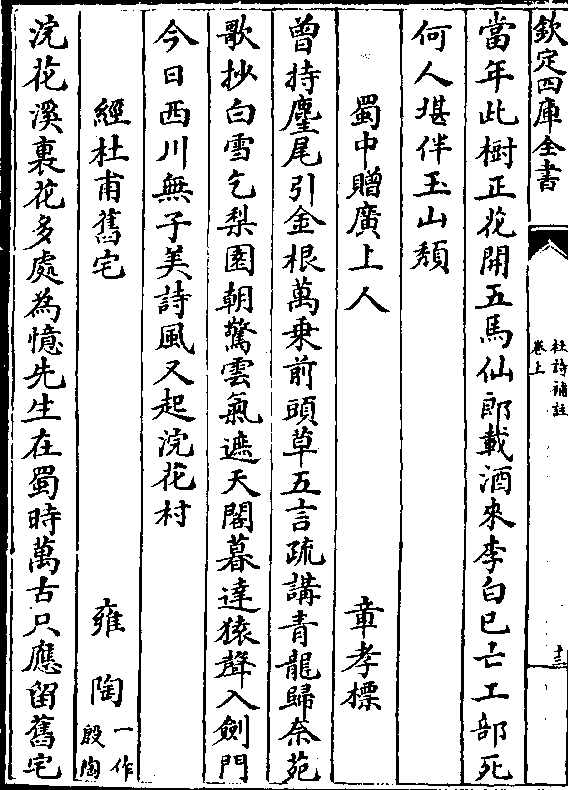 欽定四庫全書
杜詩補註
卷上
十三
當年此樹正花開五馬仙郎載酒來李白已亡工部死
何人堪伴玉山頽
蜀中贈廣上人 章孝標
曾持麈尾引金根萬乘前頭草五言疏講青龍歸柰苑
歌抄白雪乞梨園朝驚雲氣遮天閣暮逹猿聲入劍門
今日西川無子美詩風又起浣花村
經杜甫舊宅 雍陶 一作殷陶
浣花溪裏花多處為憶先生在蜀時萬古只應留舊宅